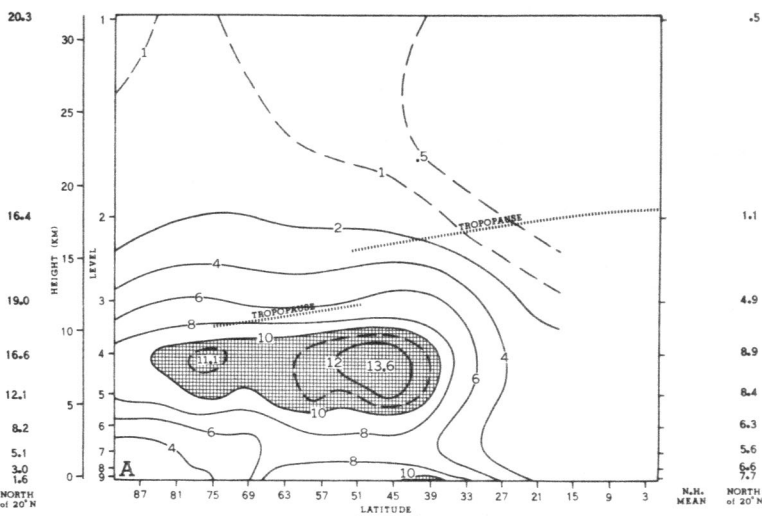 20.3 30 1 .5
1
25
1
.5
20
16.4 2 TROPOPAUSE 1.1
2
HEIGHT (KM) LEVEL
15
4
19.0 3 6 TROPOPAUSE 4.9
10 8
10
16.6 4 11.1 12 13.6 4 8.9
6
12.1 5 8.4
5 10
8.2 6 6 8 6.3
5.1 7 4 5.6
3.0 8 8 6.6
1.6 0 9 A 10 7.7
NORTH of 20°N 87 81 75 69 63 57 51 45 39 33 27 21 15 9 3 N.H. MEAN NORTH of 20°N
LATITUDE